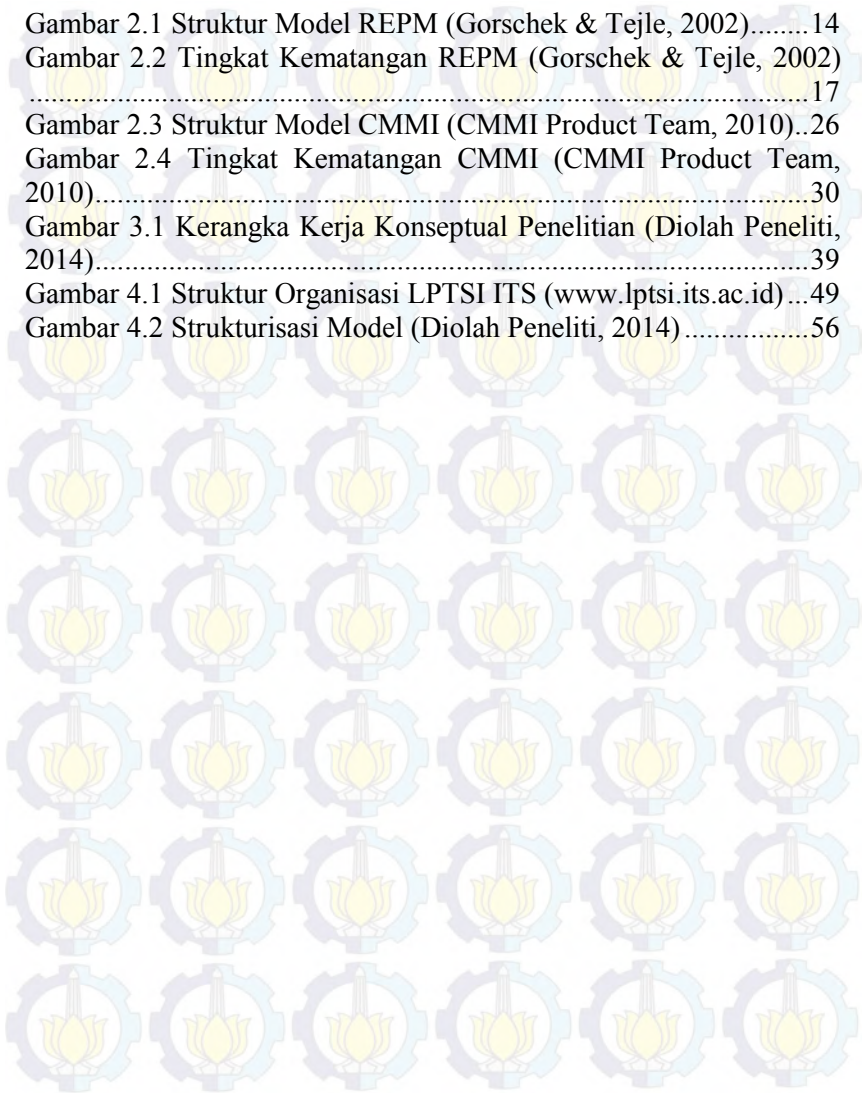 Gambar 2.1 Struktur Model REPM (Gorschek & Tejle, 2002)........14
Gambar 2.2 Tingkat Kematangan REPM (Gorschek & Tejle, 2002)
..................................................................................................17
Gambar 2.3 Struktur Model CMMI (CMMI Product Team, 2010)..26
Gambar 2.4 Tingkat Kematangan CMMI (CMMI Product Team,
2010)..........................................................................................30
Gambar 3.1 Kerangka Kerja Konseptual Penelitian (Diolah Peneliti,
2014)..........................................................................................39
Gambar 4.1 Struktur Organisasi LPTSI ITS (www.lptsi.its.ac.id)...49
Gambar 4.2 Strukturisasi Model (Diolah Peneliti, 2014)................56